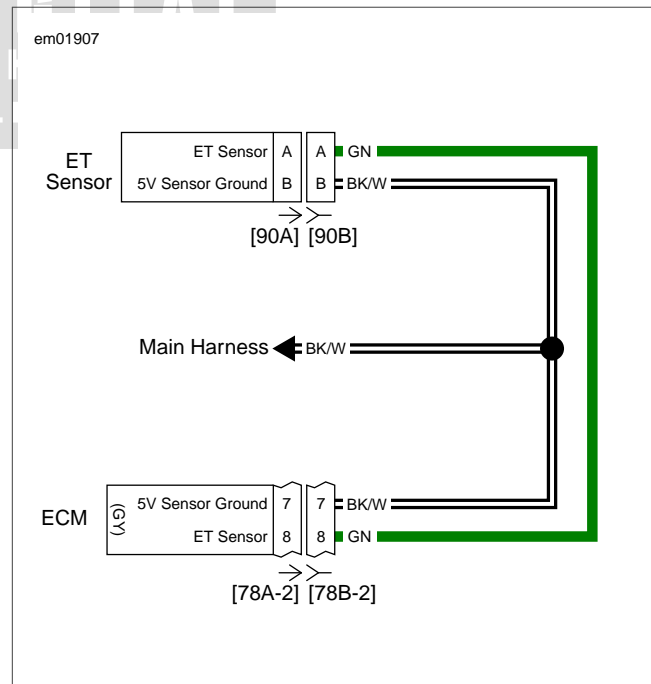 em01907
ET Sensor A A GN
ET
Sensor
5V Sensor Ground B B BK/W
[90A] [90B]
Main Harness BK/W
5V Sensor Ground 7 7 BK/W
ECM (GY)
ET Sensor 8 8 GN
[78A-2] [78B-2]